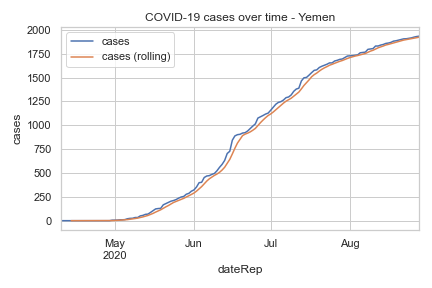 COVID-19 cases over time - Yemen
cases
cases (rolling)
2000
1750
1500
1250
1000
750
500
250
0
cases
May Jun Jul Aug
2020
dateRep